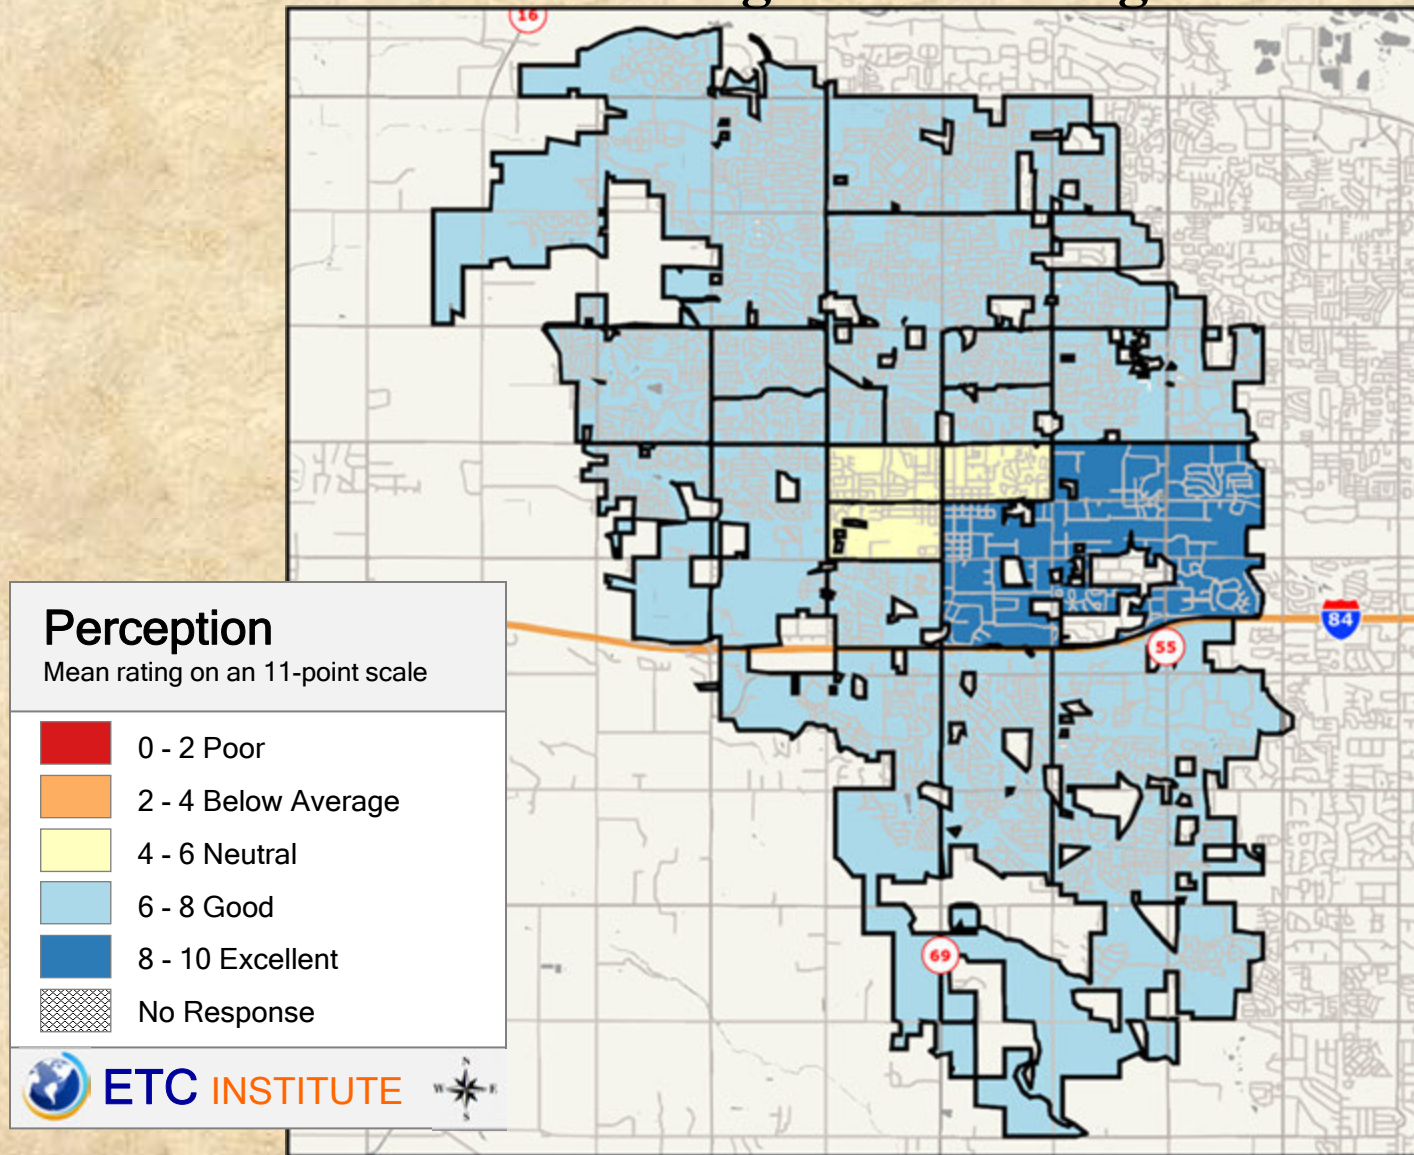 16
84
55
69
Perception
Mean rating on an 11-point scale
0 - 2 Poor
2 - 4 Below Average
4 - 6 Neutral
6 - 8 Good
8 - 10 Excellent
No Response
ETC INSTITUTE
N
W E
S